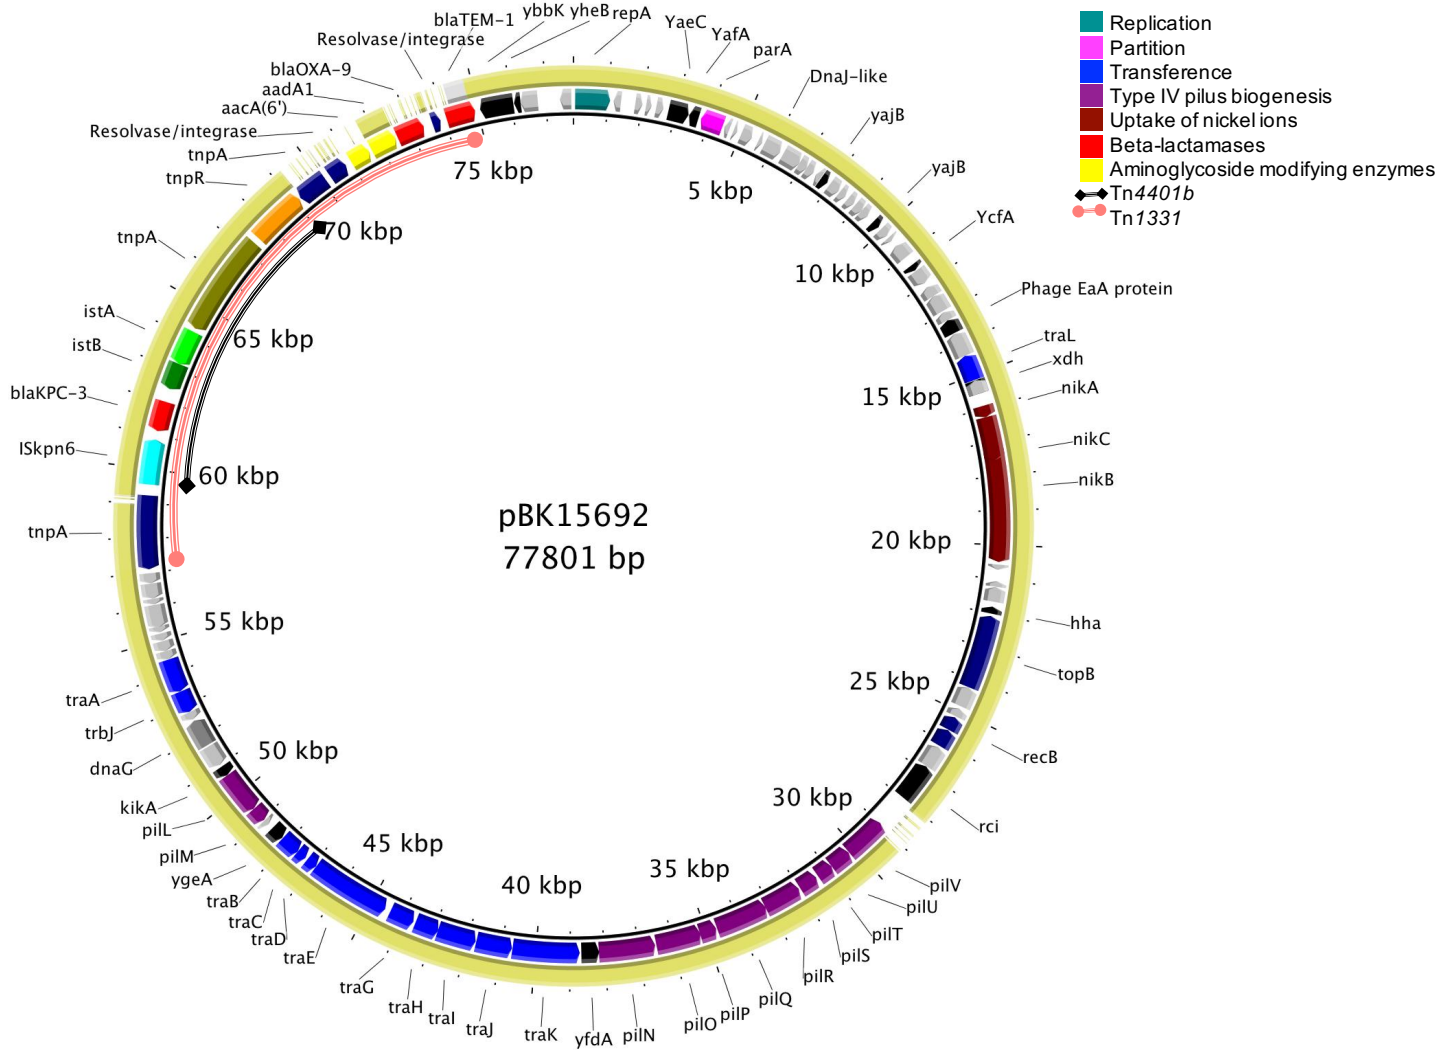 blaTEM-1
ybbK
yheB
repA
YaeC
YafA
parA
DnaJ-like
yajB
yajB
YcfA
Phage EaA protein
traL
xdh
nikA
nikC
nikB
hha
topB
recB
rci
pilV
pilU
pilT
pilS
pilR
pilQ
pilP
pilO
pilN
yfdA
traK
traJ
traI
traH
traG
traE
traD
traC
traB
ygeA
pilM
pilL
kikA
dnaG
trbJ
traA
tnpA
ISkpn6
blaKPC-3
istB
istA
tnpA
tnpR
tnpA
Resolvase/integrase
aacA(6')
aadA1
blaOXA-9
Resolvase/integrase
5 kbp
10 kbp
15 kbp
20 kbp
25 kbp
30 kbp
35 kbp
40 kbp
45 kbp
50 kbp
55 kbp
60 kbp
65 kbp
70 kbp
75 kbp
pBK15692
77801 bp
Replication
Partition
Transference
Type IV pilus biogenesis
Uptake of nickel ions
Beta-lactamases
Aminoglycoside modifying enzymes
Tn4401b
Tn1331